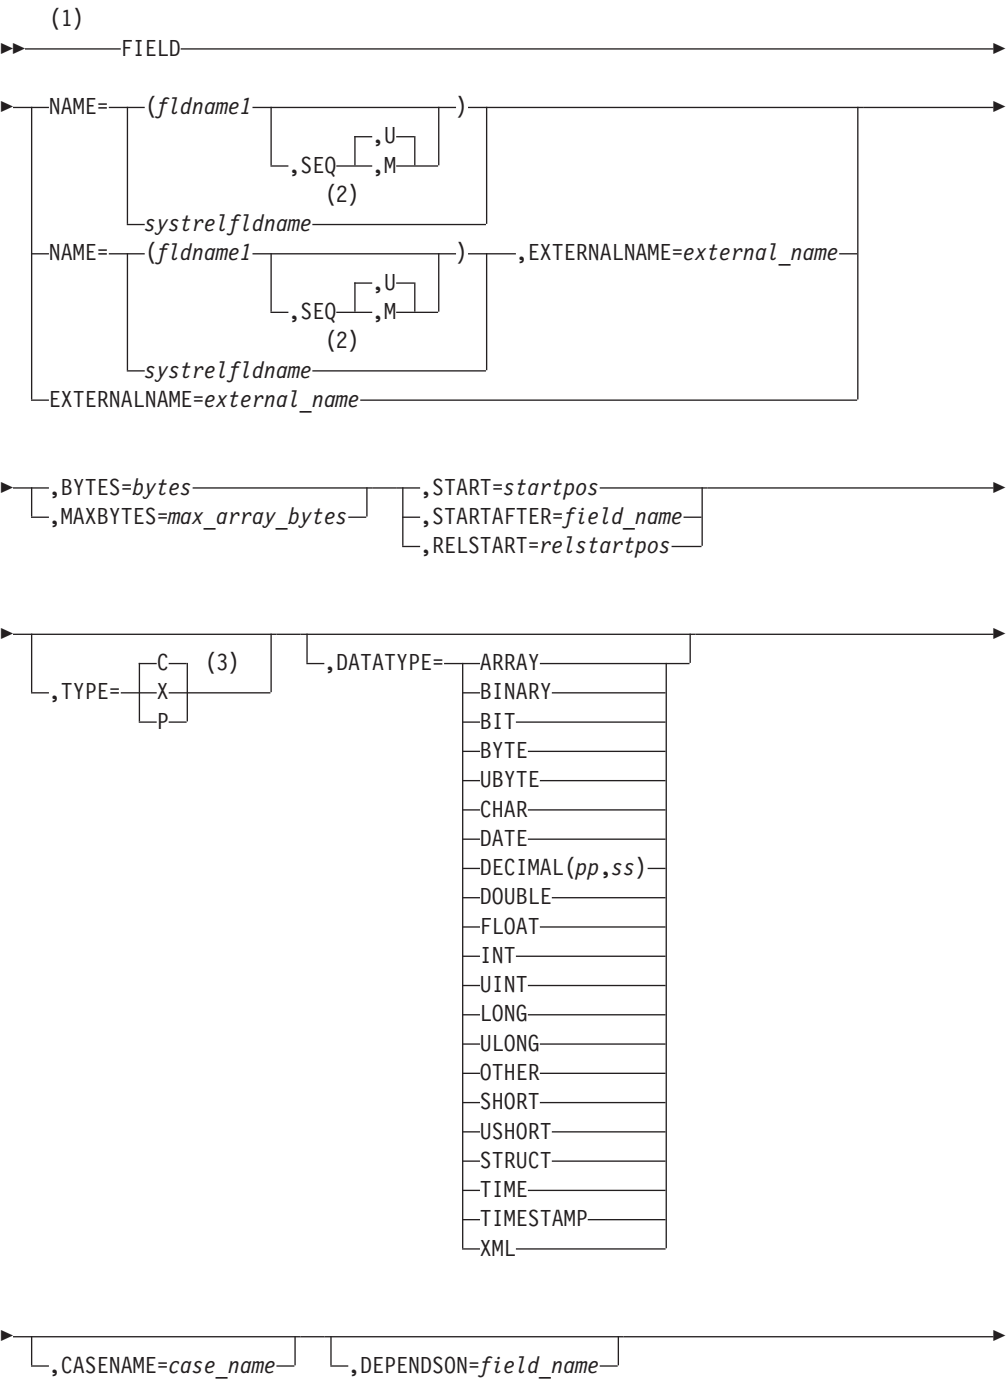 (1)
FIELD
NAME= (fldname1 )
,U
,SEQ ,M
(2)
systrelfldname
NAME= (fldname1 ) ,EXTERNALNAME=external_name
,U
,SEQ ,M
(2)
systrelfldname
EXTERNALNAME=external_name
,BYTES=bytes ,START=startpos
,MAXBYTES=max_array_bytes ,STARTAFTER=field_name
,RELSTART=relstartpos
C (3) ,DATATYPE= ARRAY
,TYPE= X BINARY
P BIT
BYTE
UBYTE
CHAR
DATE
DECIMAL(pp,ss)
DOUBLE
FLOAT
INT
UINT
LONG
ULONG
OTHER
SHORT
USHORT
STRUCT
TIME
TIMESTAMP
XML
,CASENAME=case_name ,DEPENDSON=field_name